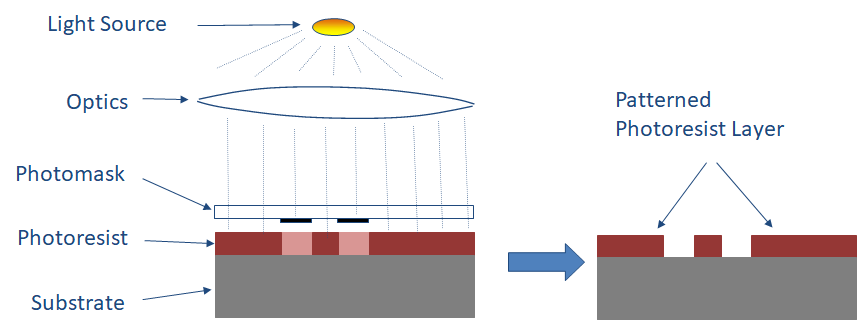 Light Source
Optics
Photomask
Photoresist
Substrate
Patterned
Photoresist Layer